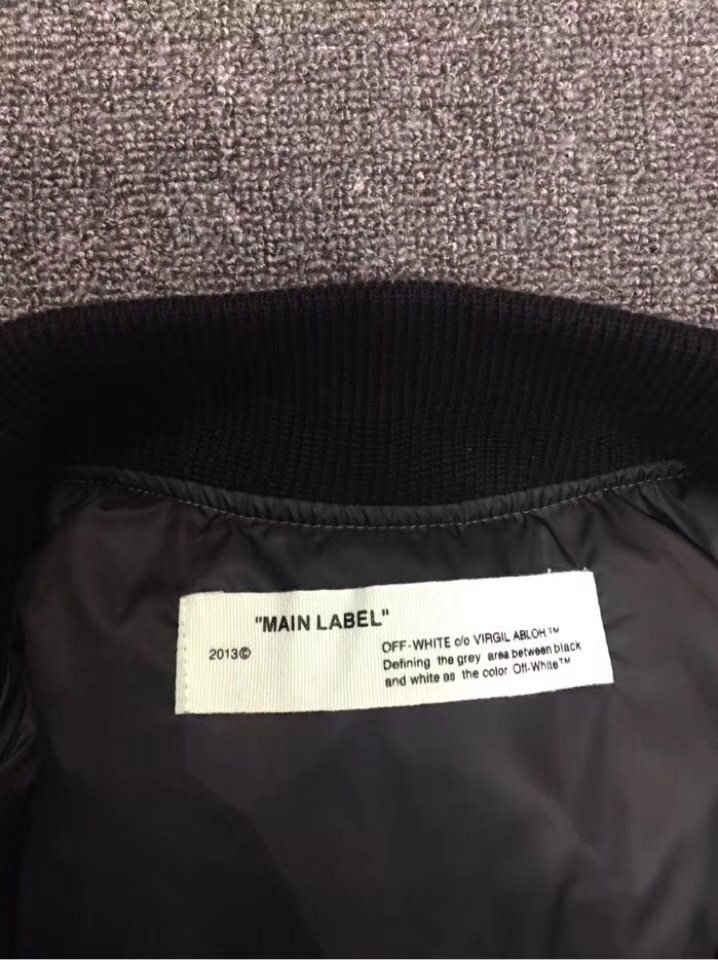 "MAIN LABEL"
2013©
OFF-WHITE c/o VIRGIL ABLOH™
Defining the grey area between black
and white as the color Off-White™